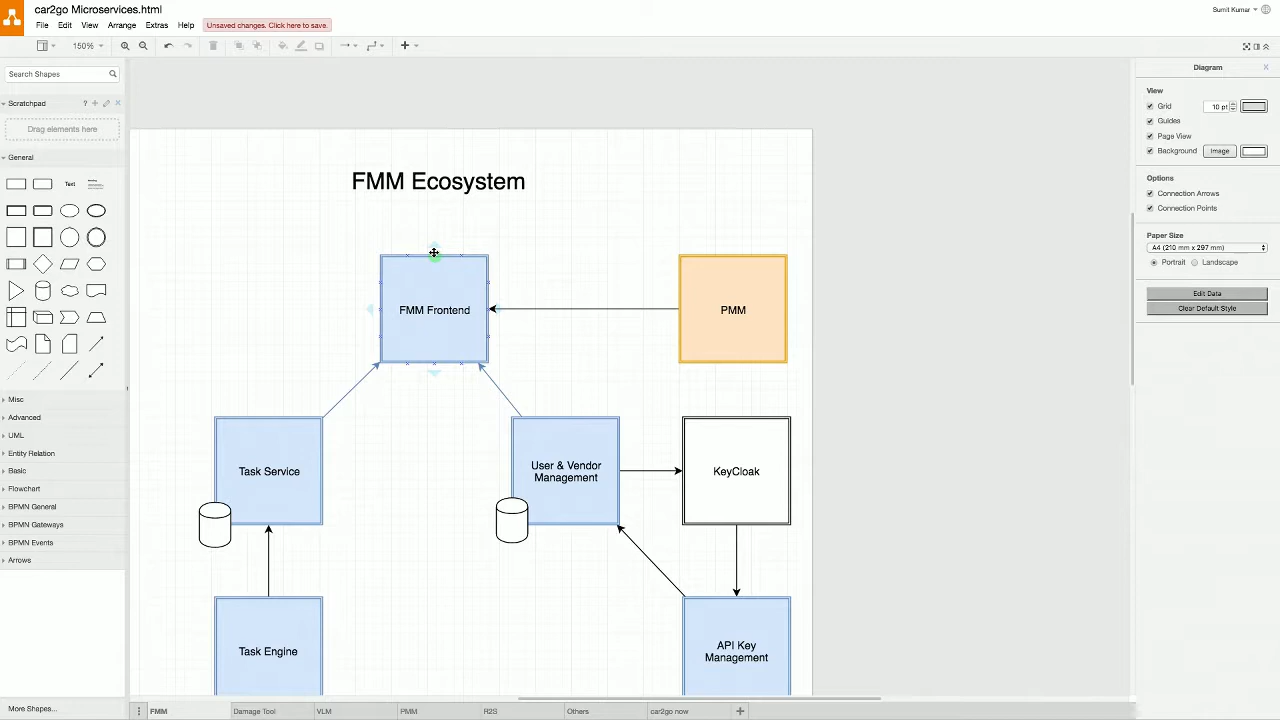 car2go Microservices.html
Sumit Kumar
File Edit View Arrange Extras Help
Unsaved changes. Click here to save.
150%
Search Shapes
Scratchpad
?
Drag elements here
General
Text
Misc
Advanced
UML
Entity Relation
Basic
Flowchart
BPMN General
BPMN Gateways
BPMN Events
Arrows
More Shapes...
FMM Ecosystem
FMM Frontend
PMM
Task Service
User & Vendor
Management
KeyCloak
Task Engine
API Key
Management
Diagram
View
Grid
10 pt
Guides
Page View
Background
Image
Options
Connection Arrows
Connection Points
Paper Size
A4 (210 mm x 297 mm)
Portrait
Landscape
Edit Data
Clear Default Style
FMM
Damage Tool
VLM
PMM
R2S
Others
car2go now